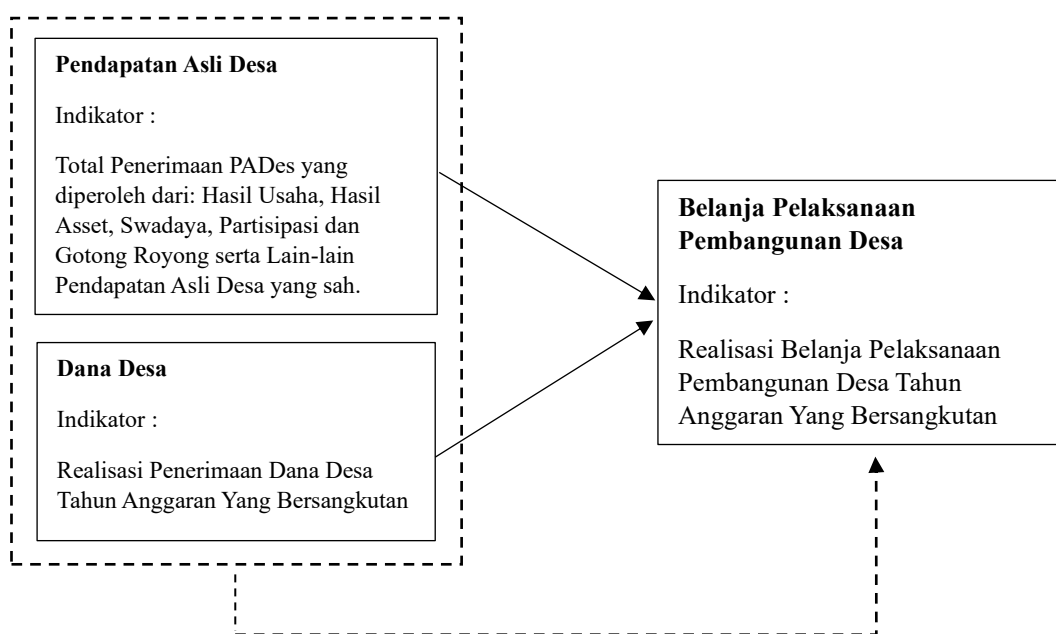 Pendapatan Asli Desa
Indikator :
Total Penerimaan PADes yang
diperoleh dari: Hasil Usaha, Hasil
Asset, Swadaya, Partisipasi dan
Gotong Royong serta Lain-lain
Pendapatan Asli Desa yang sah.
Dana Desa
Indikator :
Realisasi Penerimaan Dana Desa
Tahun Anggaran Yang Bersangkutan
Belanja Pelaksanaan
Pembangunan Desa
Indikator :
Realisasi Belanja Pelaksanaan
Pembangunan Desa Tahun
Anggaran Yang Bersangkutan